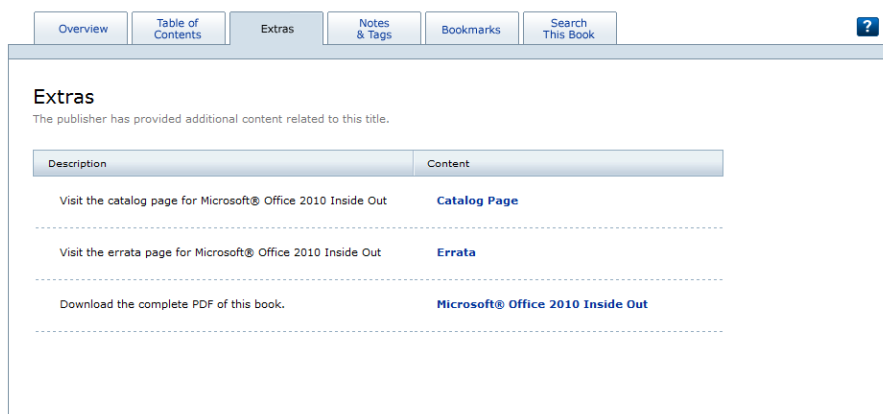 Overview
Table of
Contents
Extras
Notes
& Tags
Bookmarks
Search
This Book
?
Extras
The publisher has provided additional content related to this title.
Description Content
Visit the catalog page for Microsoft® Office 2010 Inside Out Catalog Page
Visit the errata page for Microsoft® Office 2010 Inside Out Errata
Download the complete PDF of this book. Microsoft® Office 2010 Inside Out